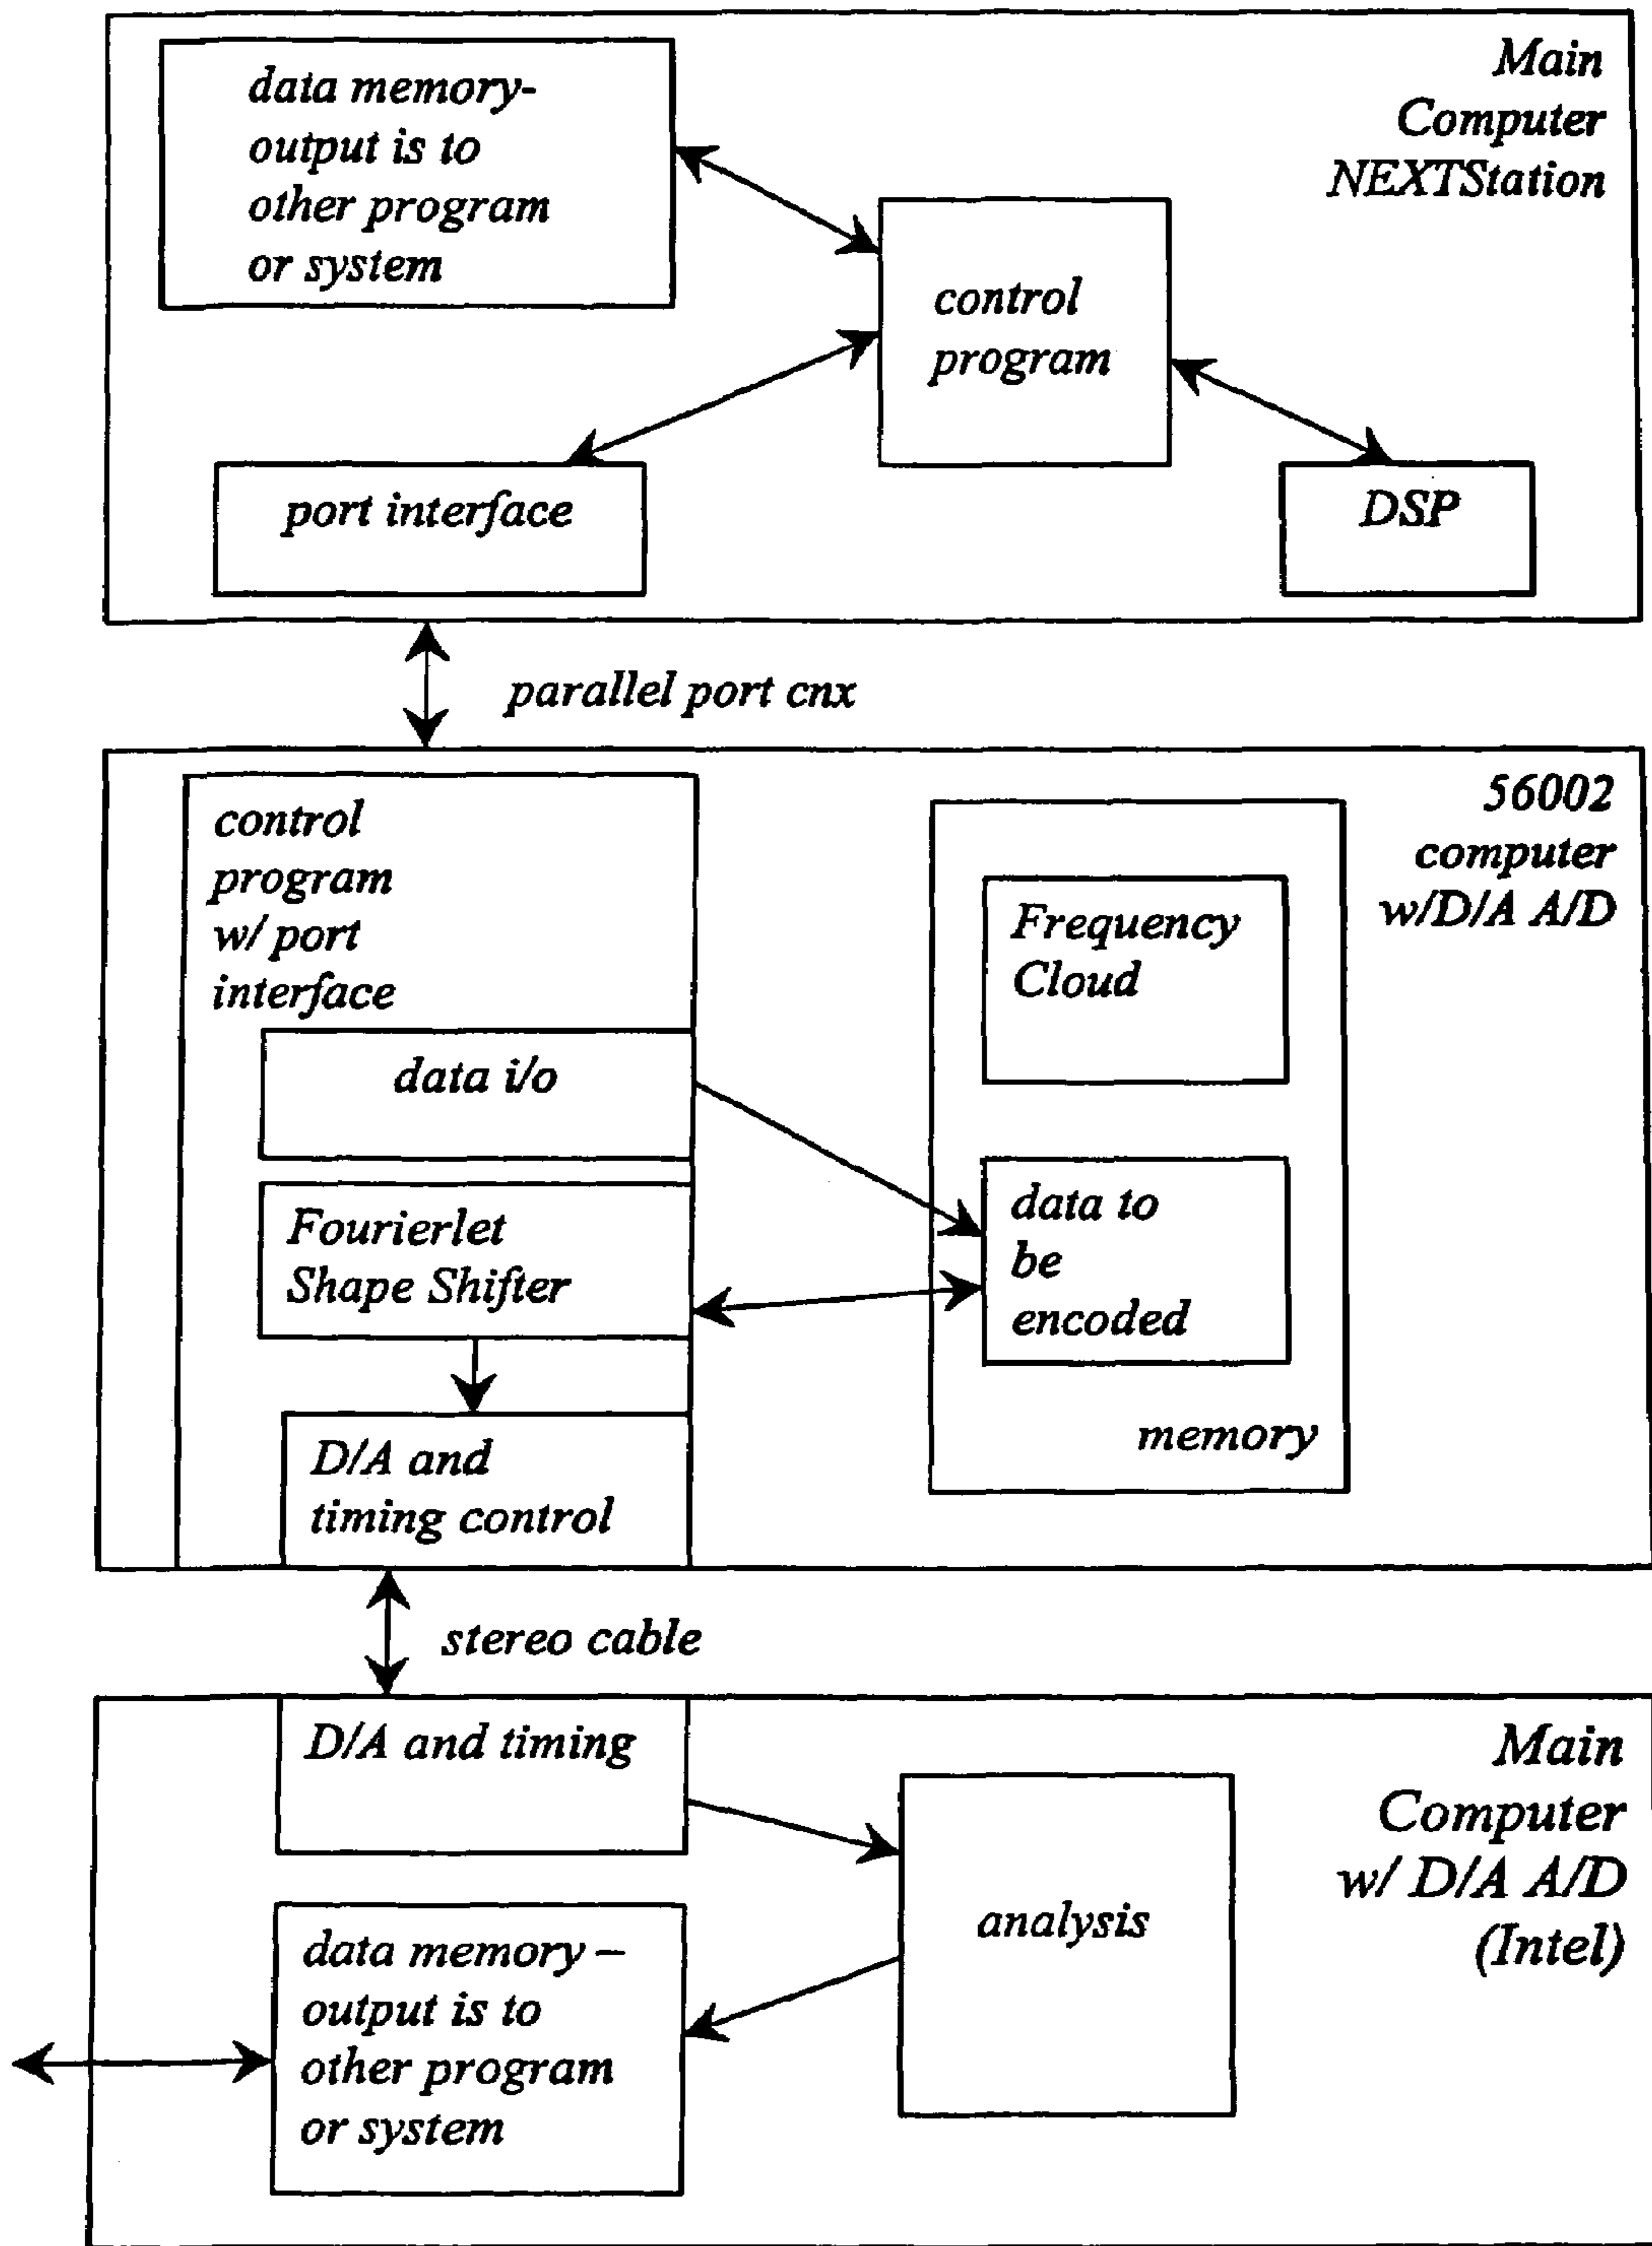 data memory-
output is to
other program
or system
Main
Computer
NEXTStation
control
program
port interface
DSP
parallel port cnx
control
program
w/ port
interface
56002
computer
w/D/A A/D
Frequency
Cloud
data i/o
Fourierlet
Shape Shifter
data to
be
encoded
D/A and
timing control
memory
stereo cable
D/A and timing
Main
Computer
w/ D/A A/D
(Intel)
analysis
data memory –
output is to
other program
or system